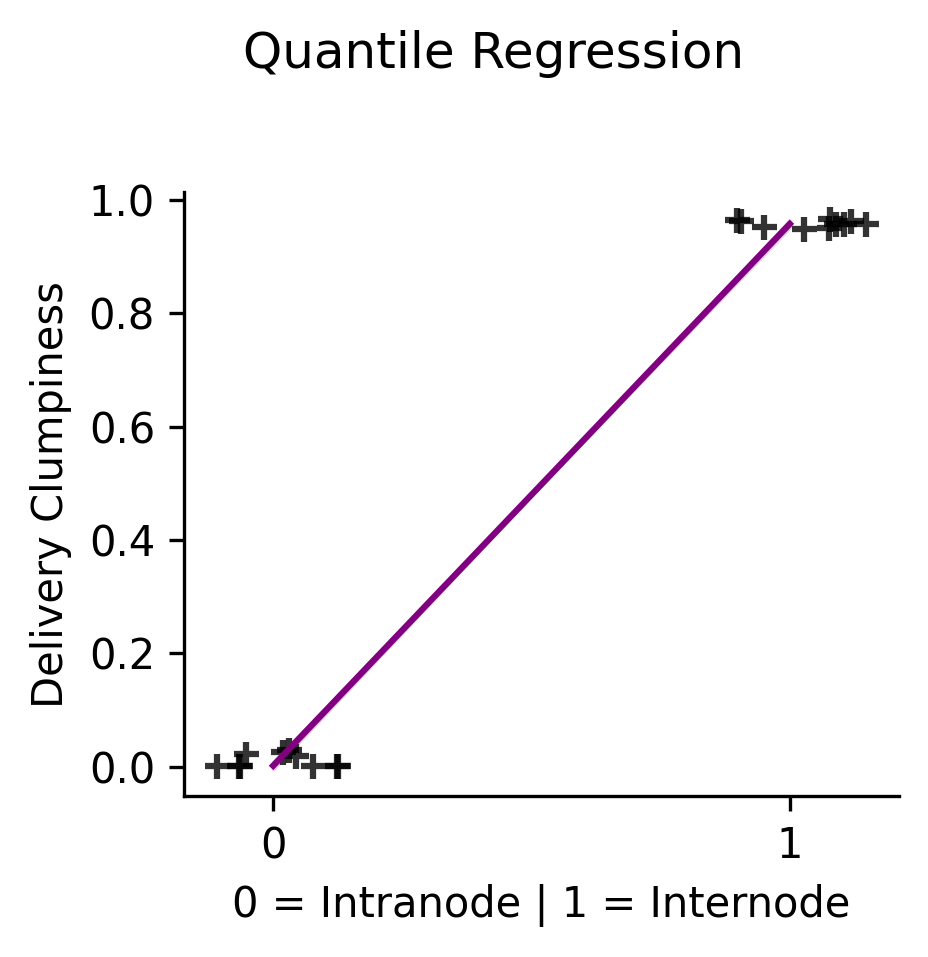 Quantile Regression
1.0
0.8
0.6
0.4
0.2
0.0
Delivery Clumpiness
0 1
0 = Intranode | 1 = Internode